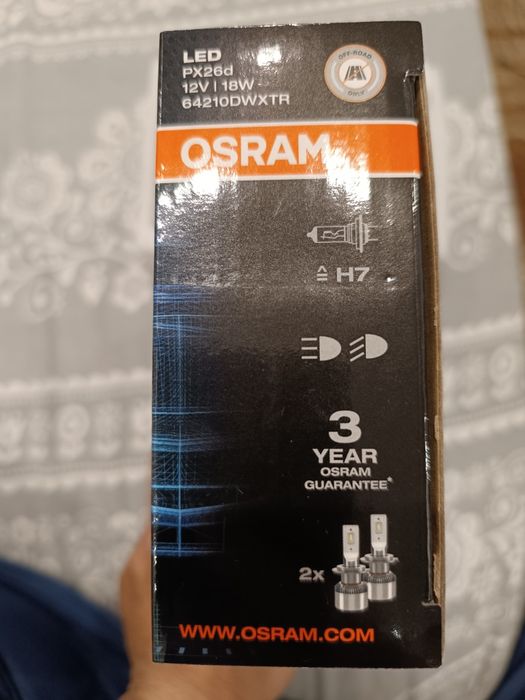 LED
PX26d
12V | 18W
64210DWXTR
OFF-ROAD
ONLY
OSRAM
≙ H7
3
YEAR
OSRAM
GUARANTEE*
2x
WWW.OSRAM.COM